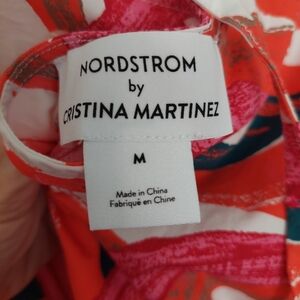 NORDSTROM
by
CRISTINA MARTINEZ
M
Made in China
Fabriqué en Chine